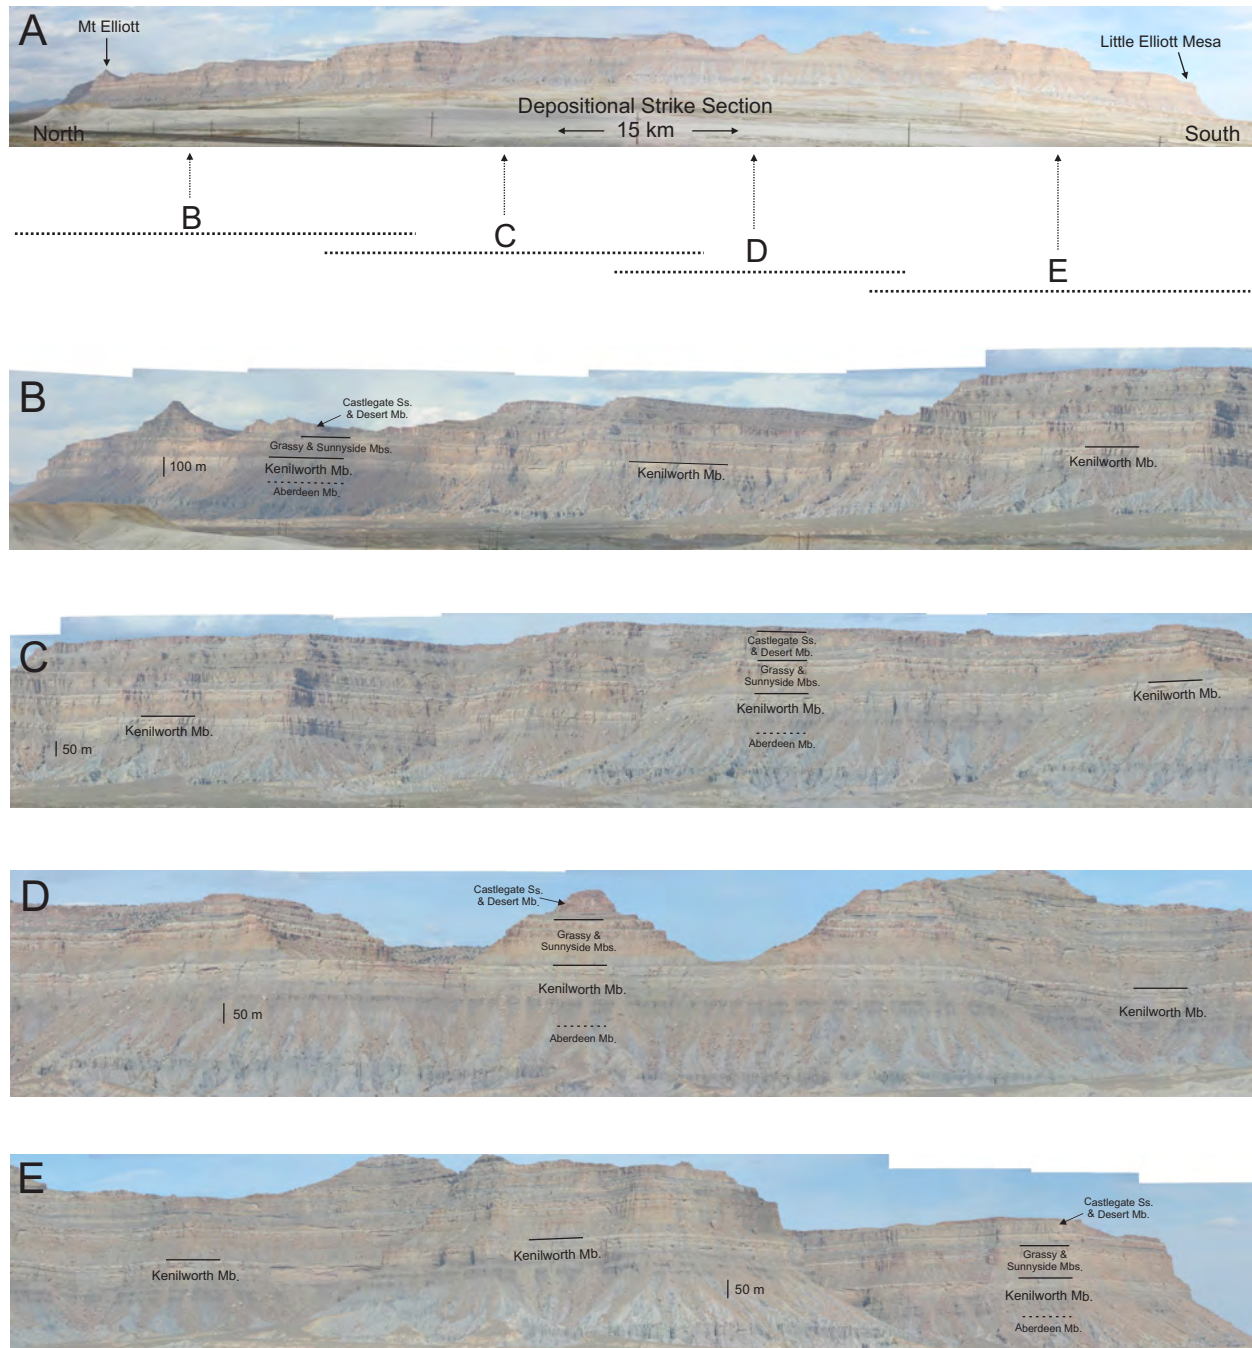 A
Mt Elliott
Little Elliott Mesa
Depositional Strike Section
15 km
North
South
B
C
D
E
B
Castlegate Ss.
& Desert Mb.
Grassy & Sunnyside Mbs.
100 m
Kenilworth Mb.
Aberdeen Mb.
Kenilworth Mb.
Kenilworth Mb.
C
Castlegate Ss.
& Desert Mb.
Grassy &
Sunnyside Mbs.
Kenilworth Mb.
Kenilworth Mb.
Kenilworth Mb.
50 m
Aberdeen Mb.
D
Castlegate Ss.
& Desert Mb.
Grassy &
Sunnyside Mbs.
Kenilworth Mb.
50 m
Kenilworth Mb.
Aberdeen Mb.
E
Castlegate Ss.
& Desert Mb.
Grassy &
Sunnyside Mbs.
Kenilworth Mb.
Kenilworth Mb.
50 m
Kenilworth Mb.
Aberdeen Mb.